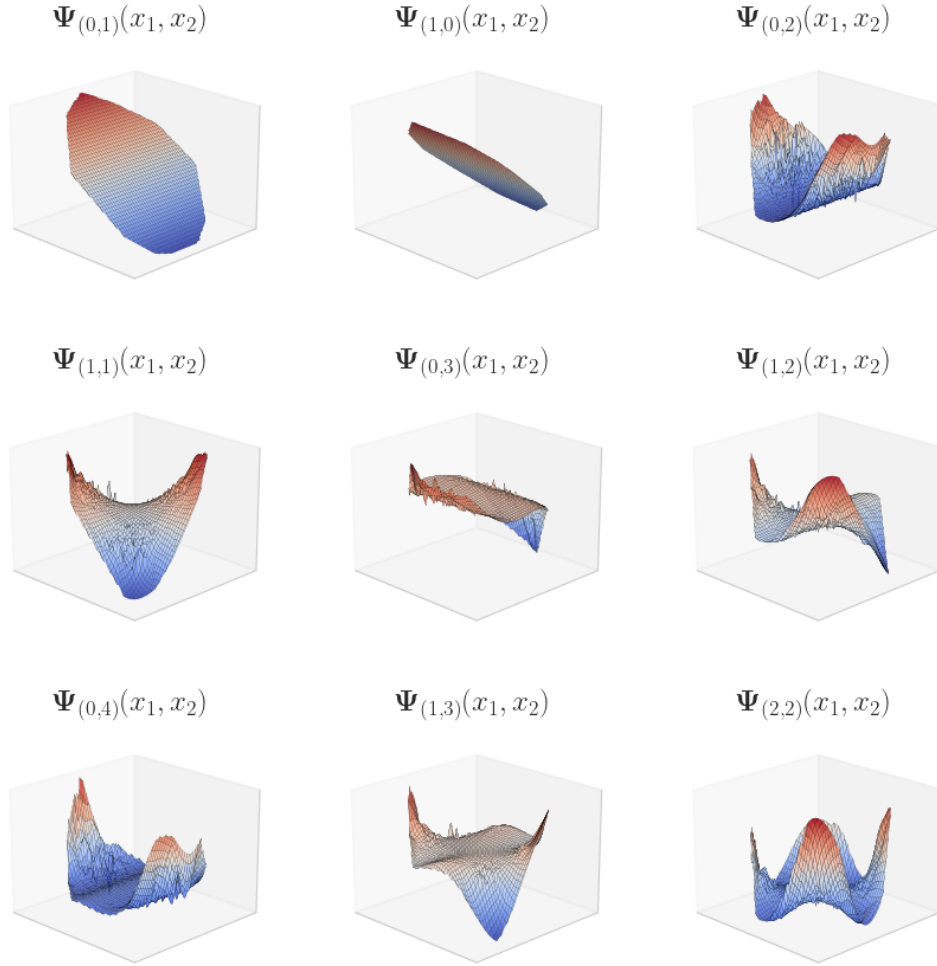 Ψ(0,1)(x1, x2) Ψ(1,0)(x1, x2) Ψ(0,2)(x1, x2)
Ψ(1,1)(x1, x2) Ψ(0,3)(x1, x2) Ψ(1,2)(x1, x2)
Ψ(0,4)(x1, x2) Ψ(1,3)(x1, x2) Ψ(2,2)(x1, x2)